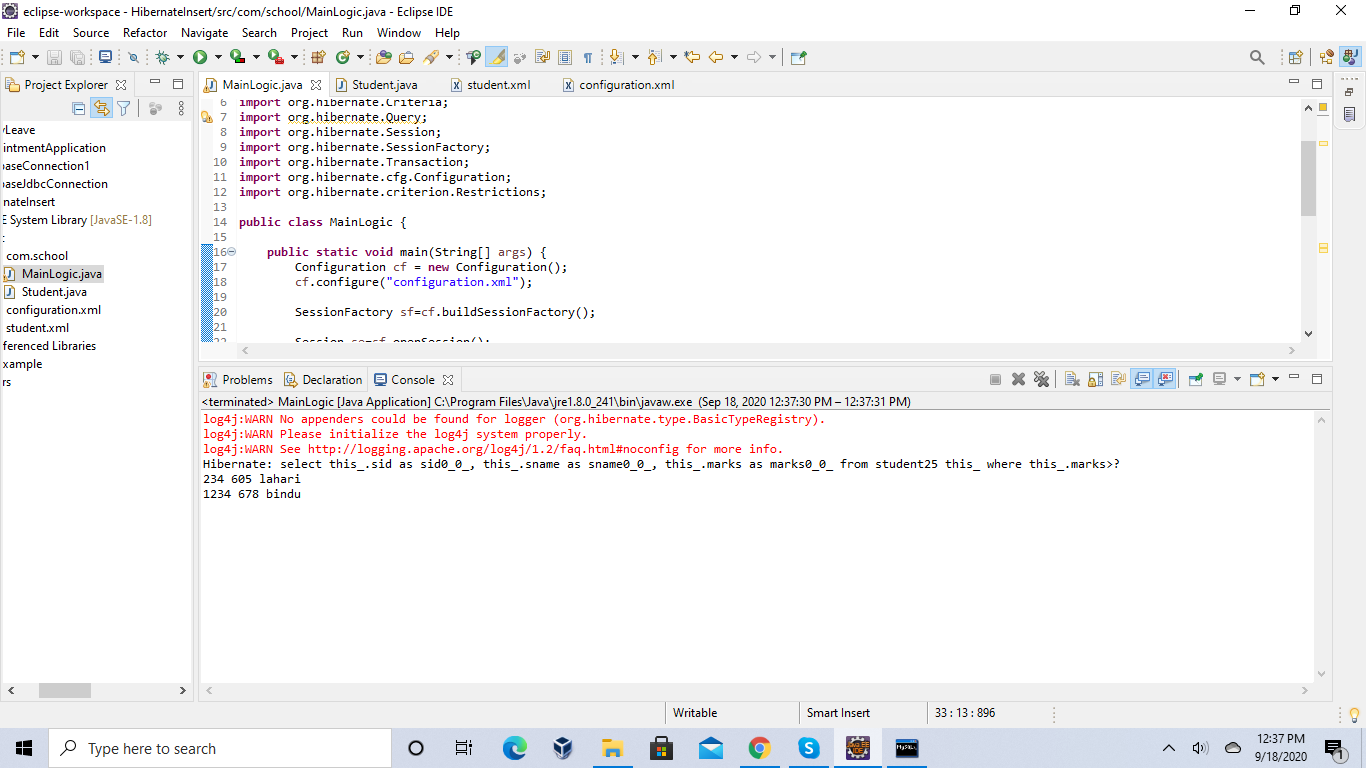 eclipse-workspace - HibernateInsert/src/com/school/MainLogic.java - Eclipse IDE
File Edit Source Refactor Navigate Search Project Run Window Help
Project Explorer
yLeave
intmentApplication
baseConnection1
baseJdbcConnection
nateInsert
E System Library [JavaSE-1.8]
com.school
MainLogic.java
Student.java
configuration.xml
student.xml
ferenced Libraries
xample
rs
MainLogic.java Student.java student.xml configuration.xml
6 import org.hibernate.Criteria;
7 import org.hibernate.Query;
8 import org.hibernate.Session;
9 import org.hibernate.SessionFactory;
10 import org.hibernate.Transaction;
11 import org.hibernate.cfg.Configuration;
12 import org.hibernate.criterion.Restrictions;
13
14 public class MainLogic {
15
16 public static void main(String[] args) {
17 Configuration cf = new Configuration();
18 cf.configure("configuration.xml");
19
20 SessionFactory sf=cf.buildSessionFactory();
21
22 Session se=sf.openSession();
Problems Declaration Console
<terminated> MainLogic [Java Application] C:\Program Files\Java\jre1.8.0_241\bin\javaw.exe (Sep 18, 2020 12:37:30 PM – 12:37:31 PM)
log4j:WARN No appenders could be found for logger (org.hibernate.type.BasicTypeRegistry).
log4j:WARN Please initialize the log4j system properly.
log4j:WARN See http://logging.apache.org/log4j/1.2/faq.html#noconfig for more info.
Hibernate: select this_.sid as sid0_0_, this_.sname as sname0_0_, this_.marks as marks0_0_ from student25 this_ where this_.marks>?
234 605 lahari
1234 678 bindu
Writable Smart Insert 33 : 13 : 896
Type here to search
12:37 PM
9/18/2020
1